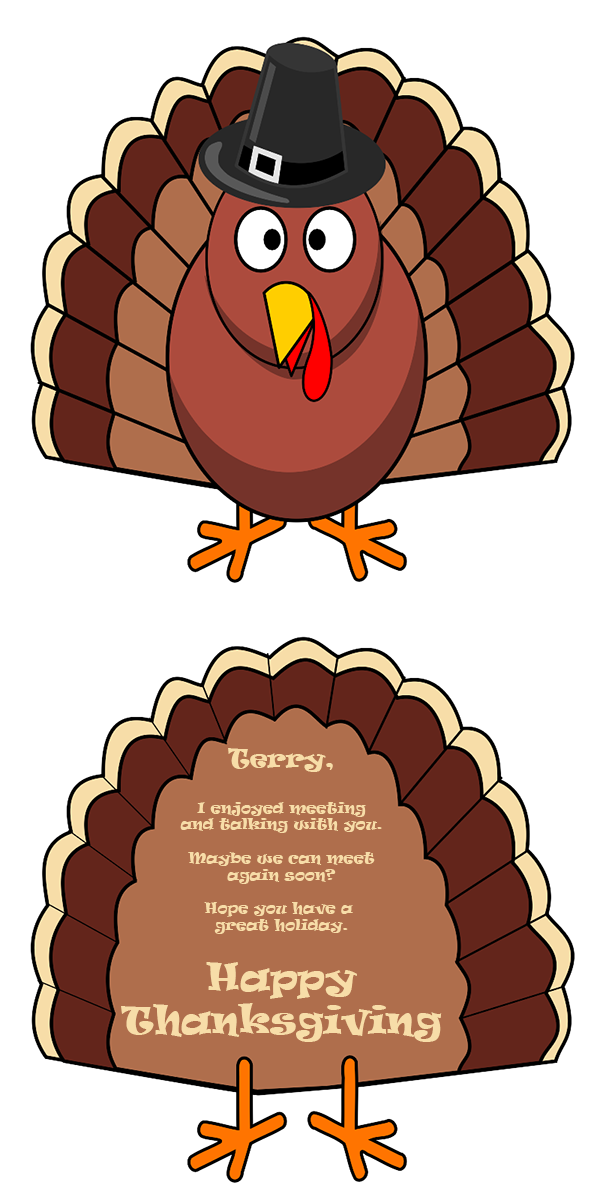 Terry,
I enjoyed meeting
and talking with you.
Maybe we can meet
again soon?
Hope you have a
great holiday.
Happy
Thanksgiving